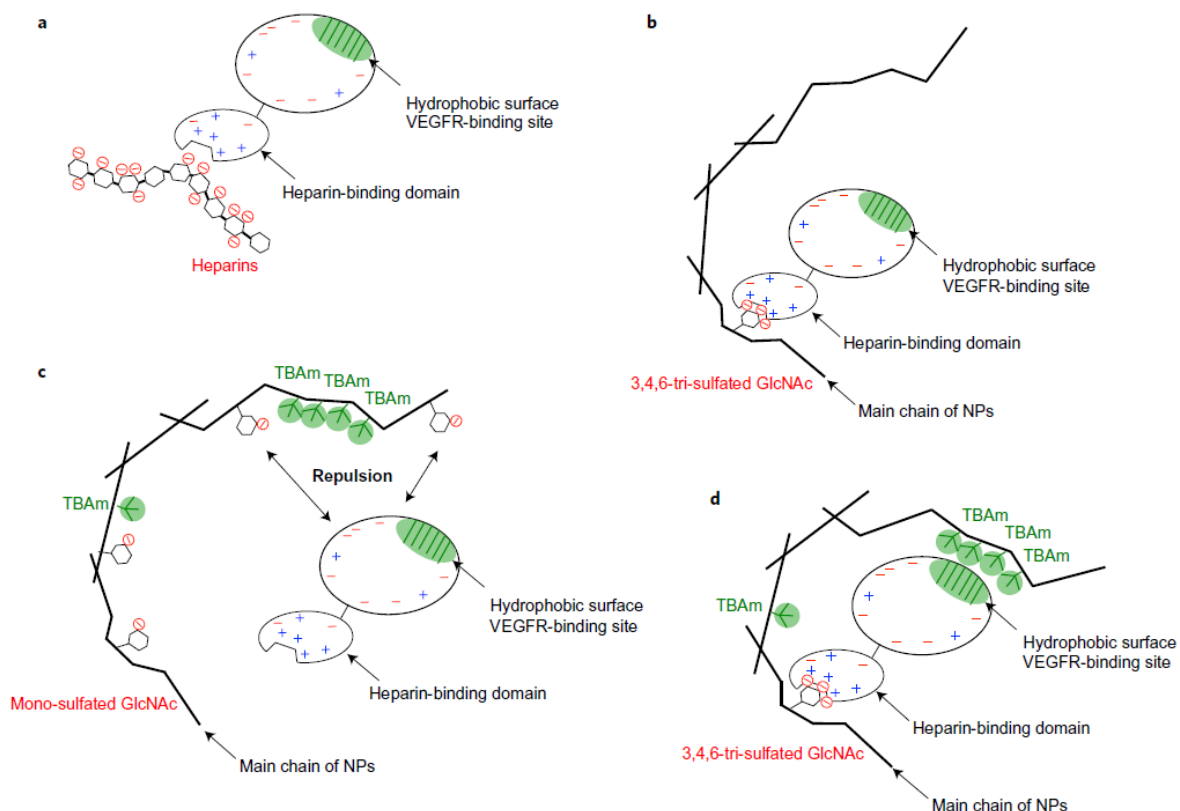 a
Hydrophobic surface
VEGFR-binding site
Heparin-binding domain
Heparins
b
Hydrophobic surface
VEGFR-binding site
Heparin-binding domain
3,4,6-tri-sulfated GlcNAc
Main chain of NPs
c
TBAm
TBAm
TBAm
Repulsion
TBAm
Hydrophobic surface
VEGFR-binding site
Heparin-binding domain
Mono-sulfated GlcNAc
Main chain of NPs
d
TBAm
TBAm
TBAm
TBAm
Hydrophobic surface
VEGFR-binding site
Heparin-binding domain
3,4,6-tri-sulfated GlcNAc
Main chain of NPs